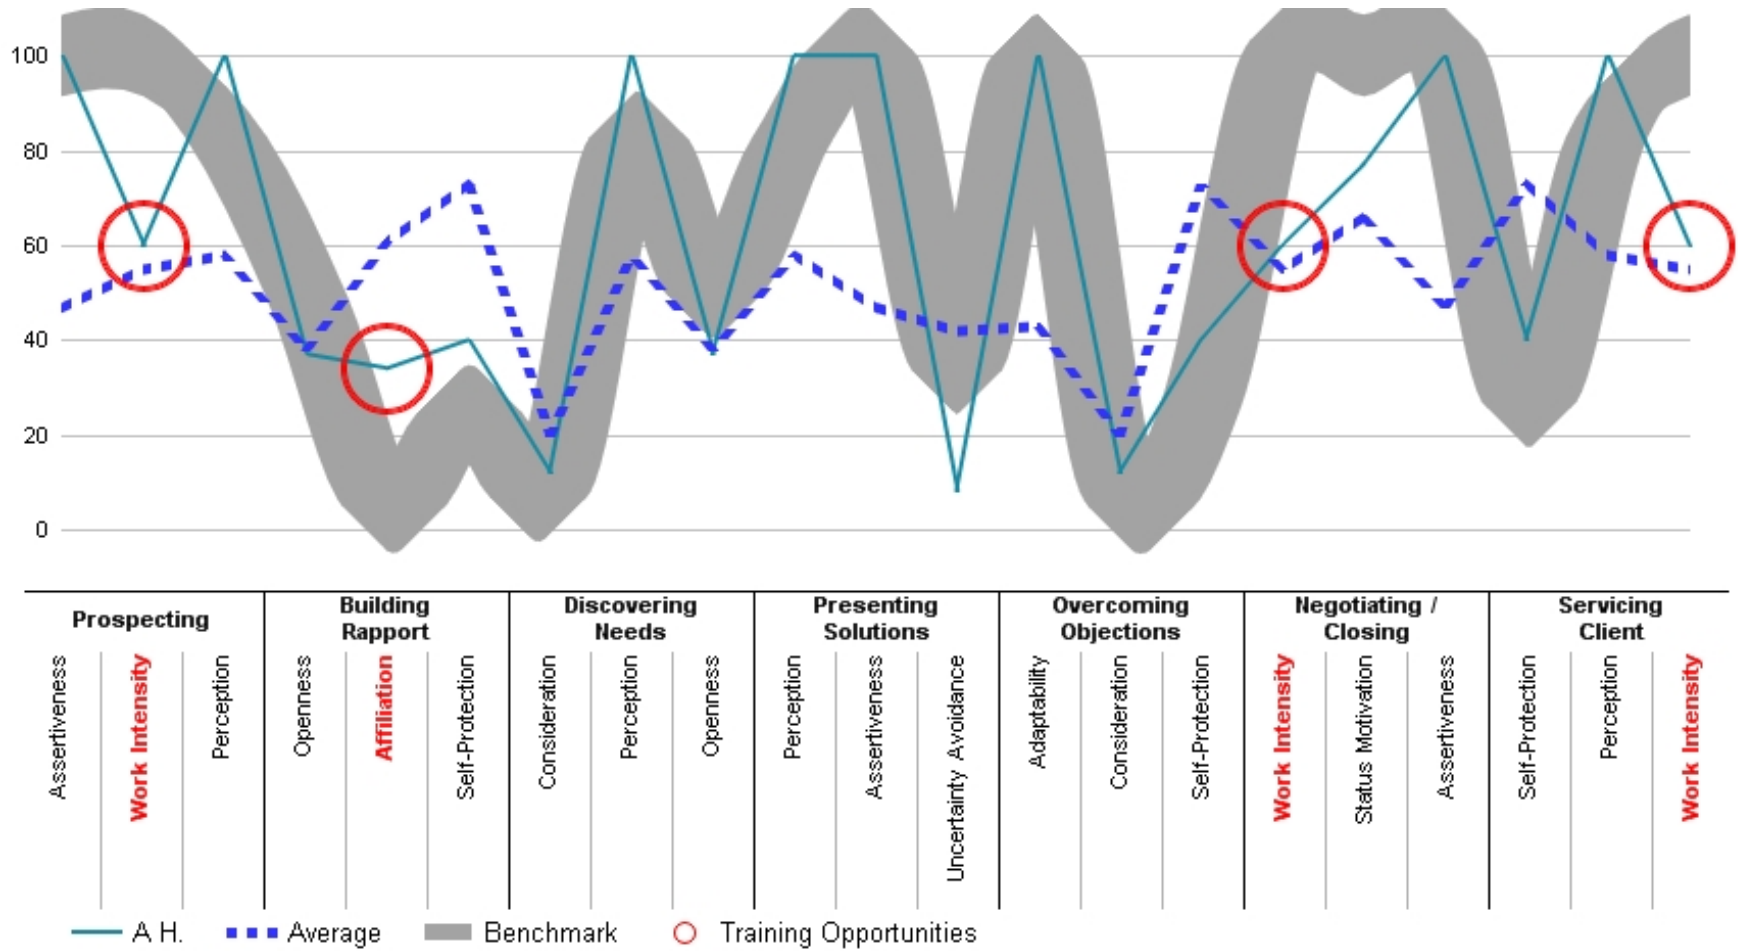 100
80
60
40
20
0
Prospecting
Building
Rapport
Discovering
Needs
Presenting
Solutions
Overcoming
Objections
Negotiating /
Closing
Servicing
Client
Assertiveness
Work Intensity
Perception
Openness
Affiliation
Self-Protection
Consideration
Perception
Openness
Perception
Assertiveness
Uncertainty Avoidance
Adaptability
Consideration
Self-Protection
Work Intensity
Status Motivation
Assertiveness
Self-Protection
Perception
Work Intensity
A H. Average Benchmark Training Opportunities